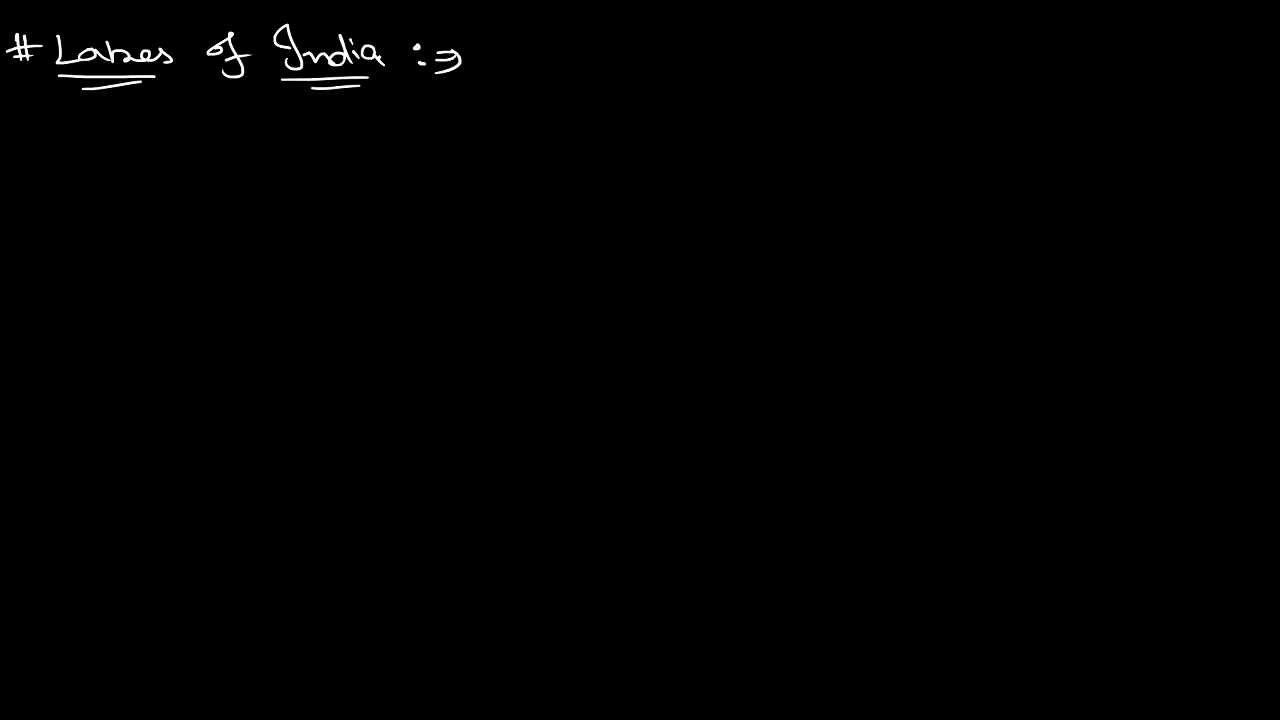 # Lakes of India :⇒